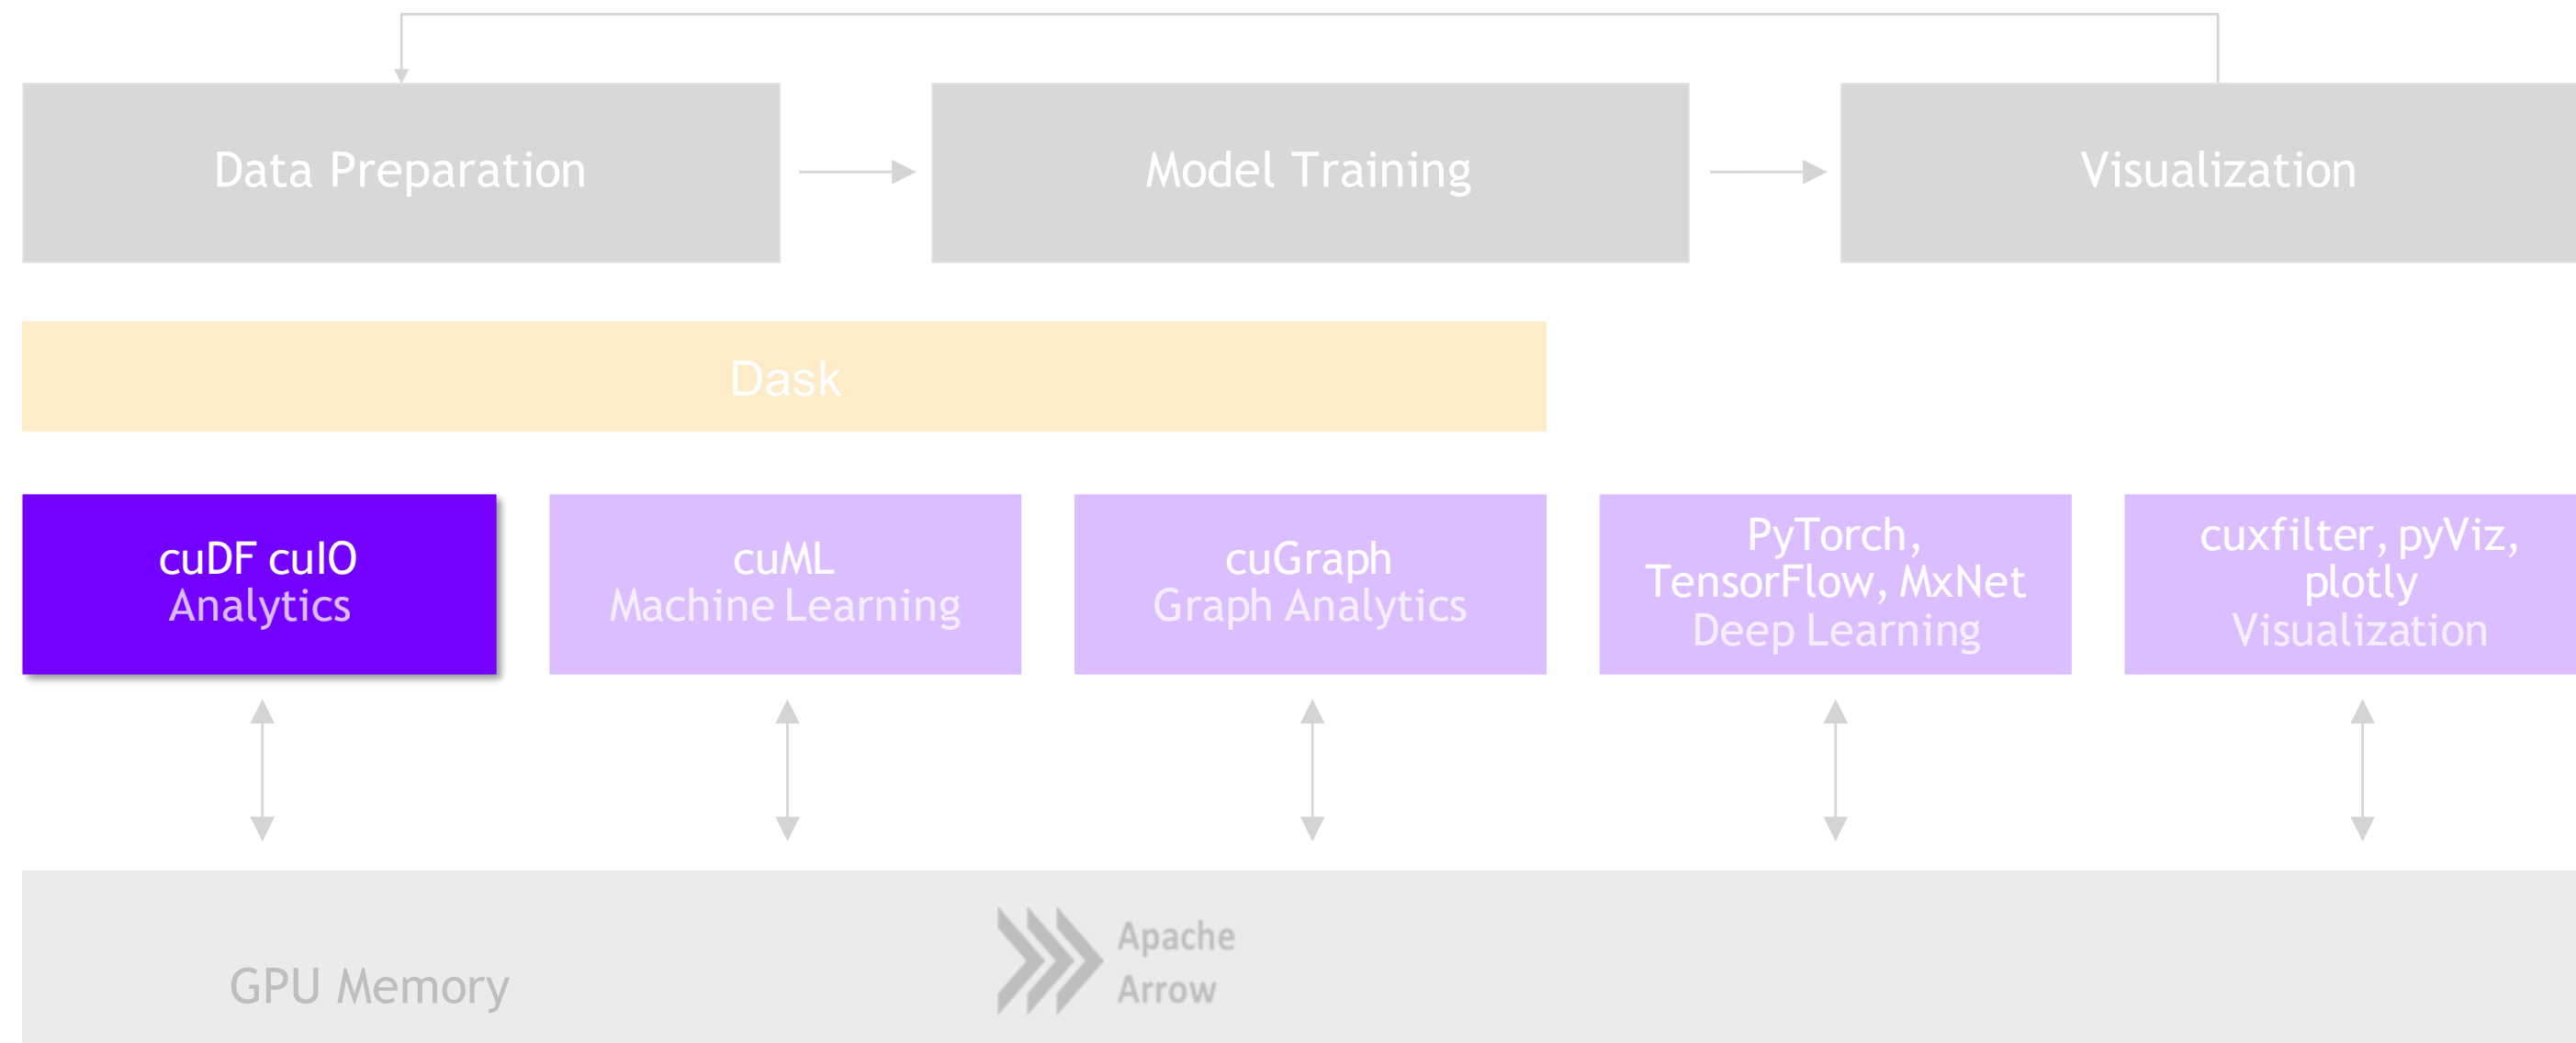 Data Preparation
Model Training
Visualization
Dask
cuDF cuIO
Analytics
cuML
Machine Learning
cuGraph
Graph Analytics
PyTorch,
TensorFlow, MxNet
Deep Learning
cuxfilter, pyViz,
plotly
Visualization
GPU Memory
Apache
Arrow